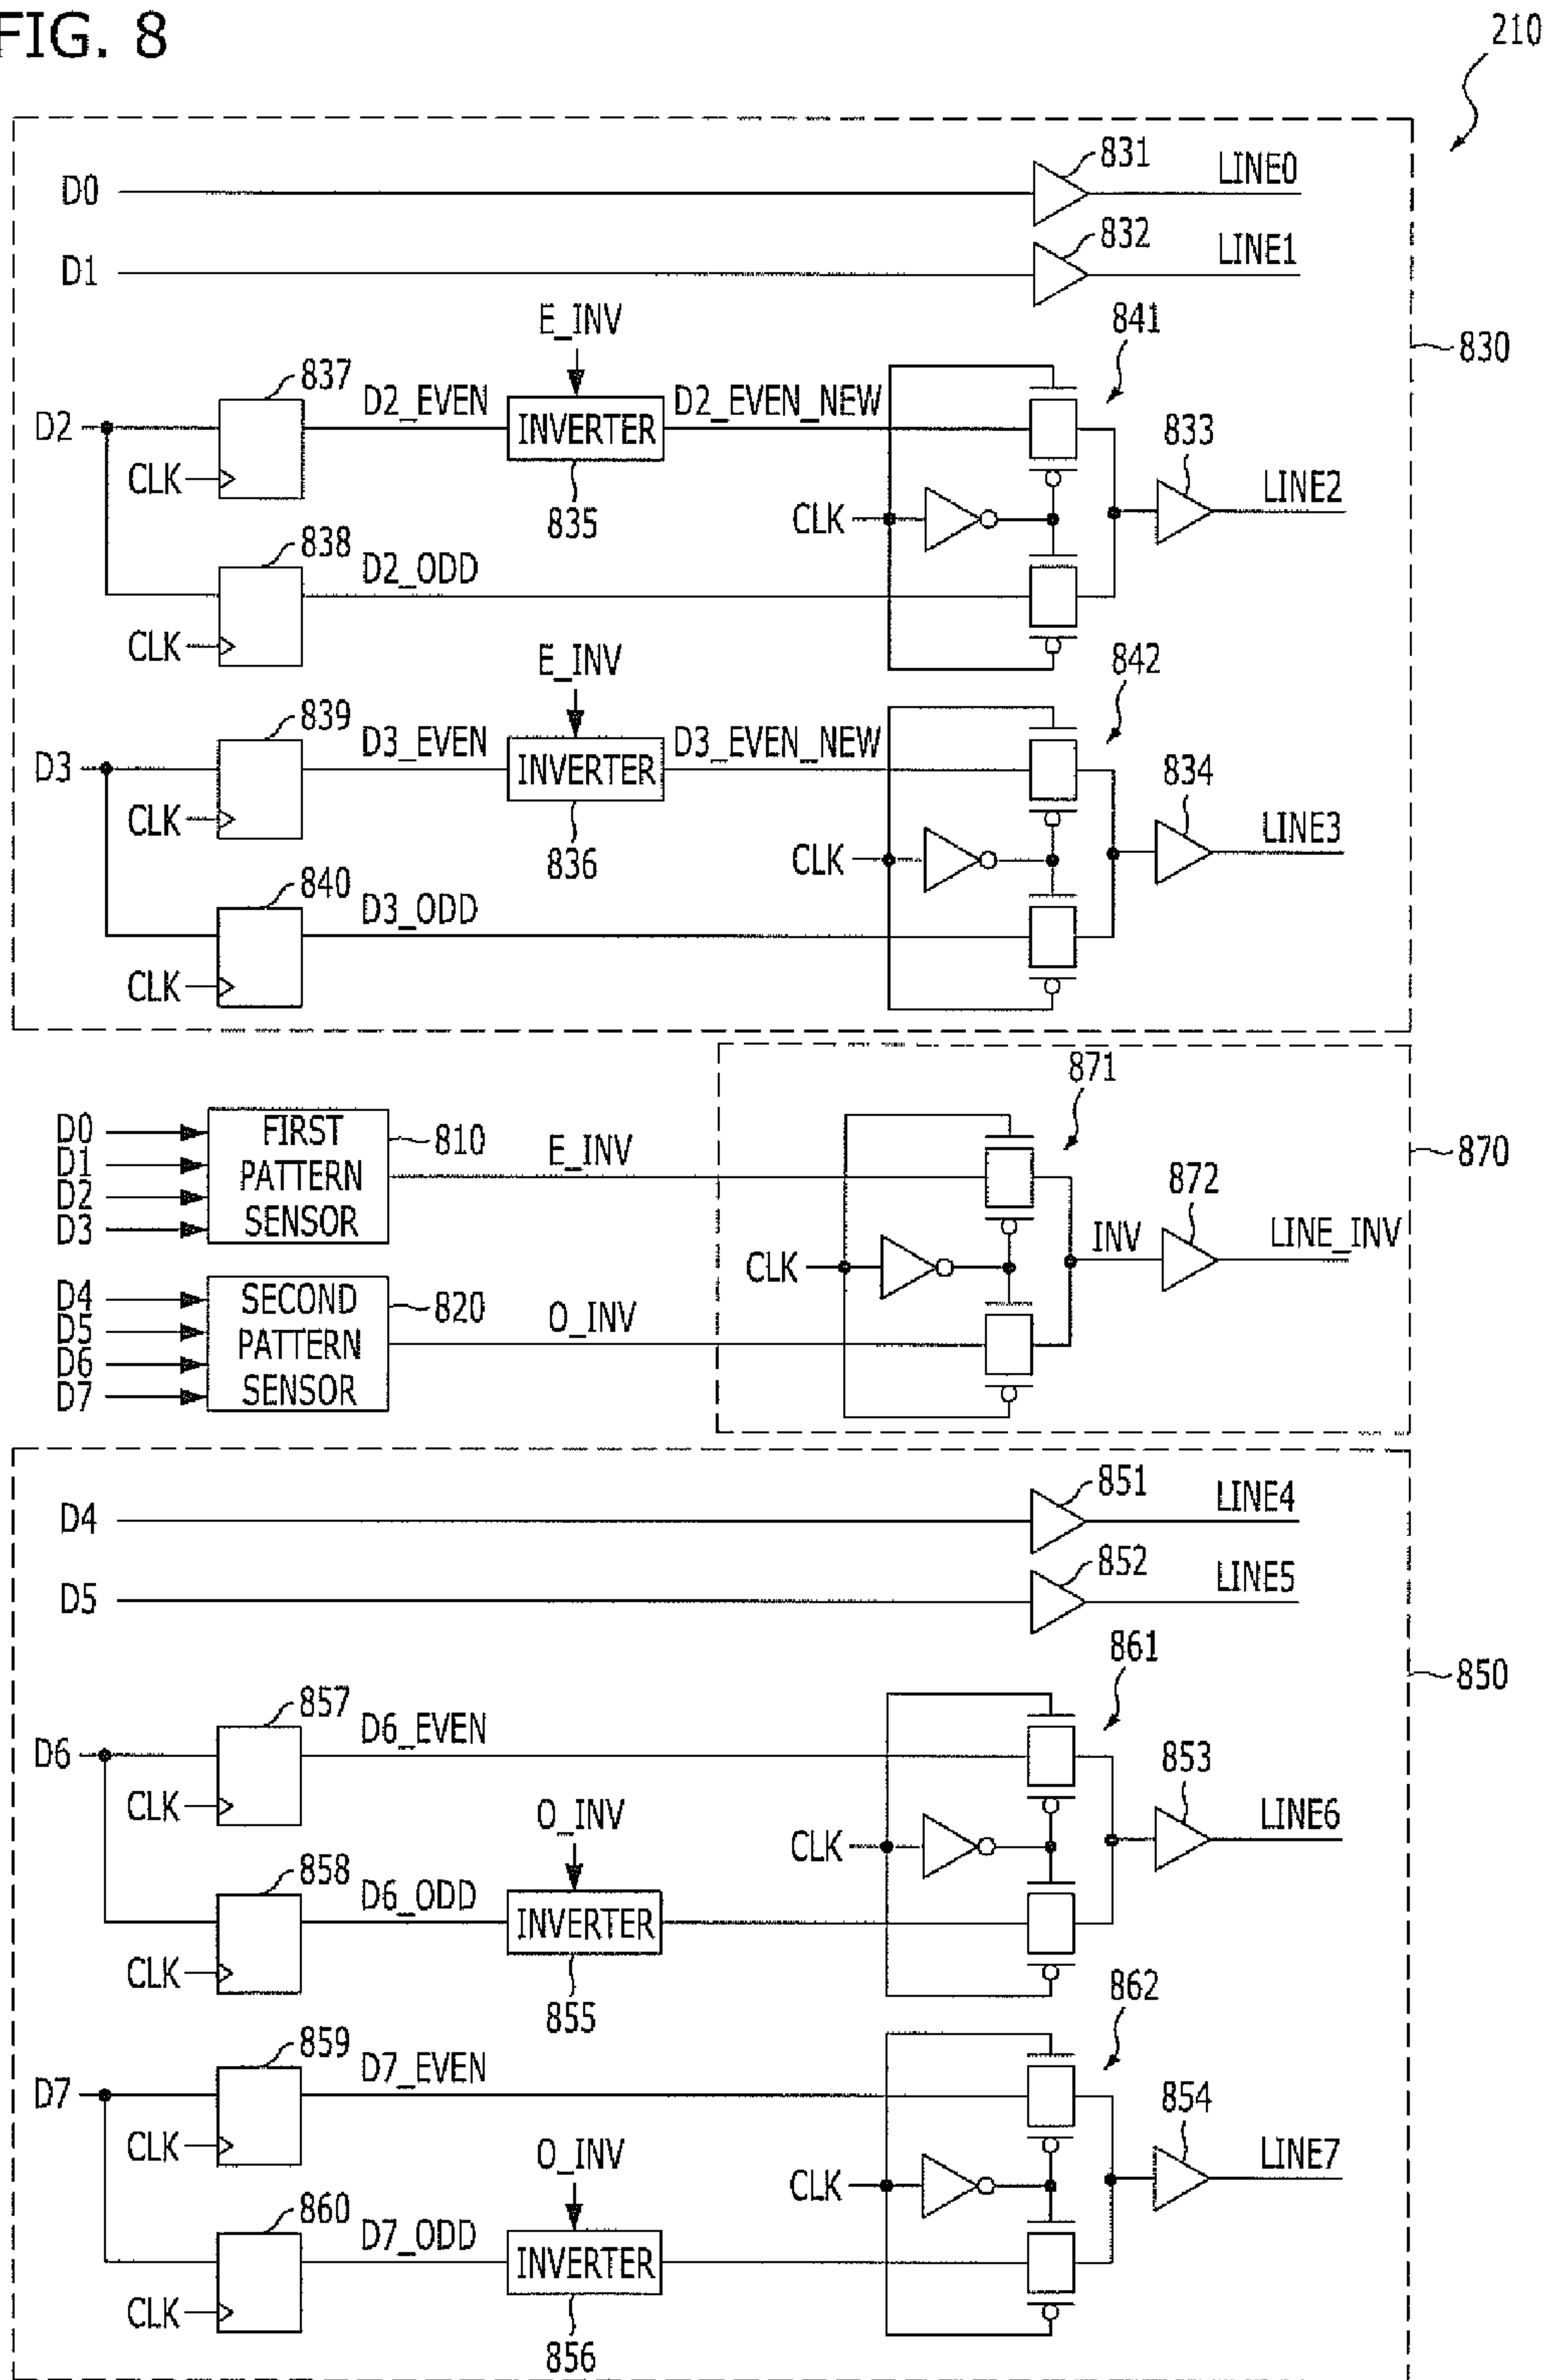 FIG. 8
210
D0
831
LINE0
D1
832
LINE1
830
E_INV
841
D2
837
D2_EVEN
INVERTER
D2_EVEN_NEW
833
CLK
835
CLK
LINE2
838
D2_ODD
CLK
E_INV
842
D3
839
D3_EVEN
INVERTER
D3_EVEN_NEW
834
CLK
836
CLK
LINE3
840
D3_ODD
CLK
871
870
D0
D1
D2
D3
FIRST
PATTERN
SENSOR
810
E_INV
872
CLK
INV
LINE_INV
D4
D5
D6
D7
SECOND
PATTERN
SENSOR
820
O_INV
D4
851
LINE4
D5
852
LINE5
850
861
D6
857
D6_EVEN
853
CLK
O_INV
CLK
LINE6
858
D6_ODD
INVERTER
CLK
855
862
D7
859
D7_EVEN
854
CLK
O_INV
CLK
LINE7
860
D7_ODD
INVERTER
CLK
856